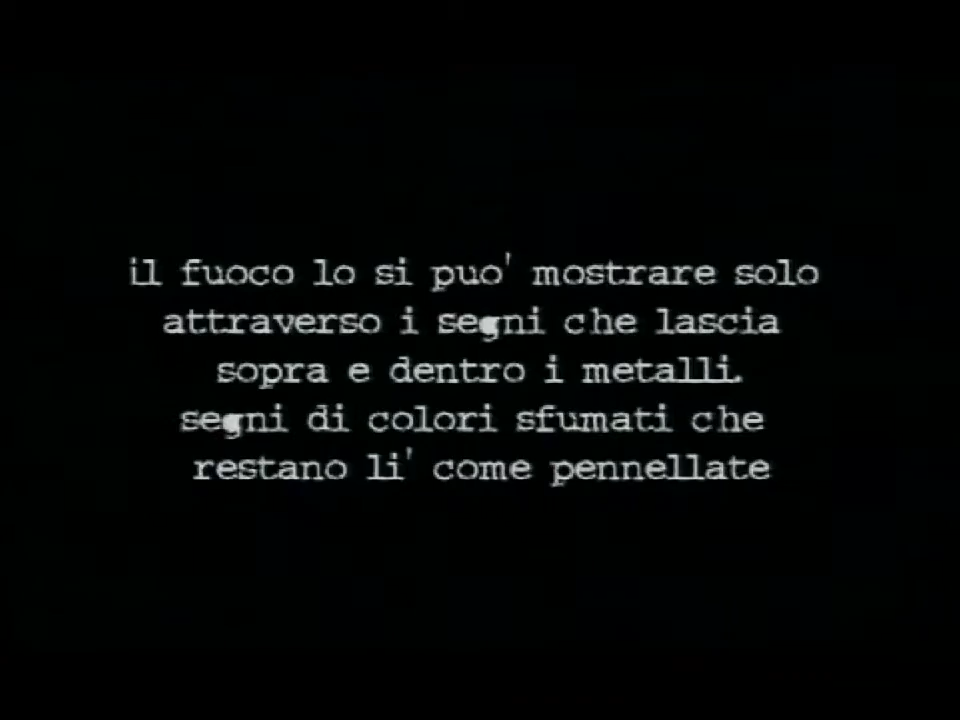 il fuoco lo si puo' mostrare solo
attraverso i segni che lascia
sopra e dentro i metalli.
segni di colori sfumati che
restano li' come pennellate